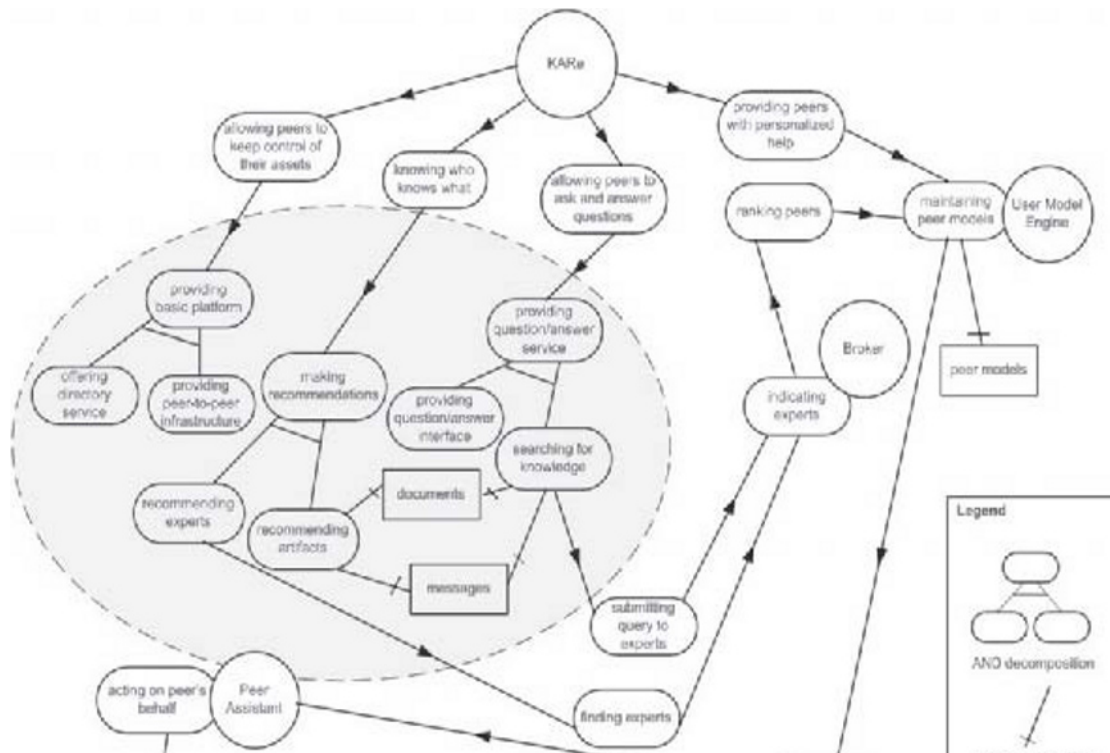 KARe
allowing peers to
keep control of
their assets
knowing who
knows what
allowing peers to
ask and answer
questions
providing peers
with personalized
help
ranking peers
maintaining
peer models
User Model
Engine
providing
basic platform
offering
directory
service
providing
peer-to-peer
infrastructure
making
recommendations
providing
question/answer
service
providing
question/answer
interface
searching for
knowledge
Broker
indicating
experts
peer models
recommending
experts
recommending
artifacts
documents
messages
submitting
query to
experts
finding experts
acting on peer's
behalf
Peer
Assistant
Legend
AND decomposition